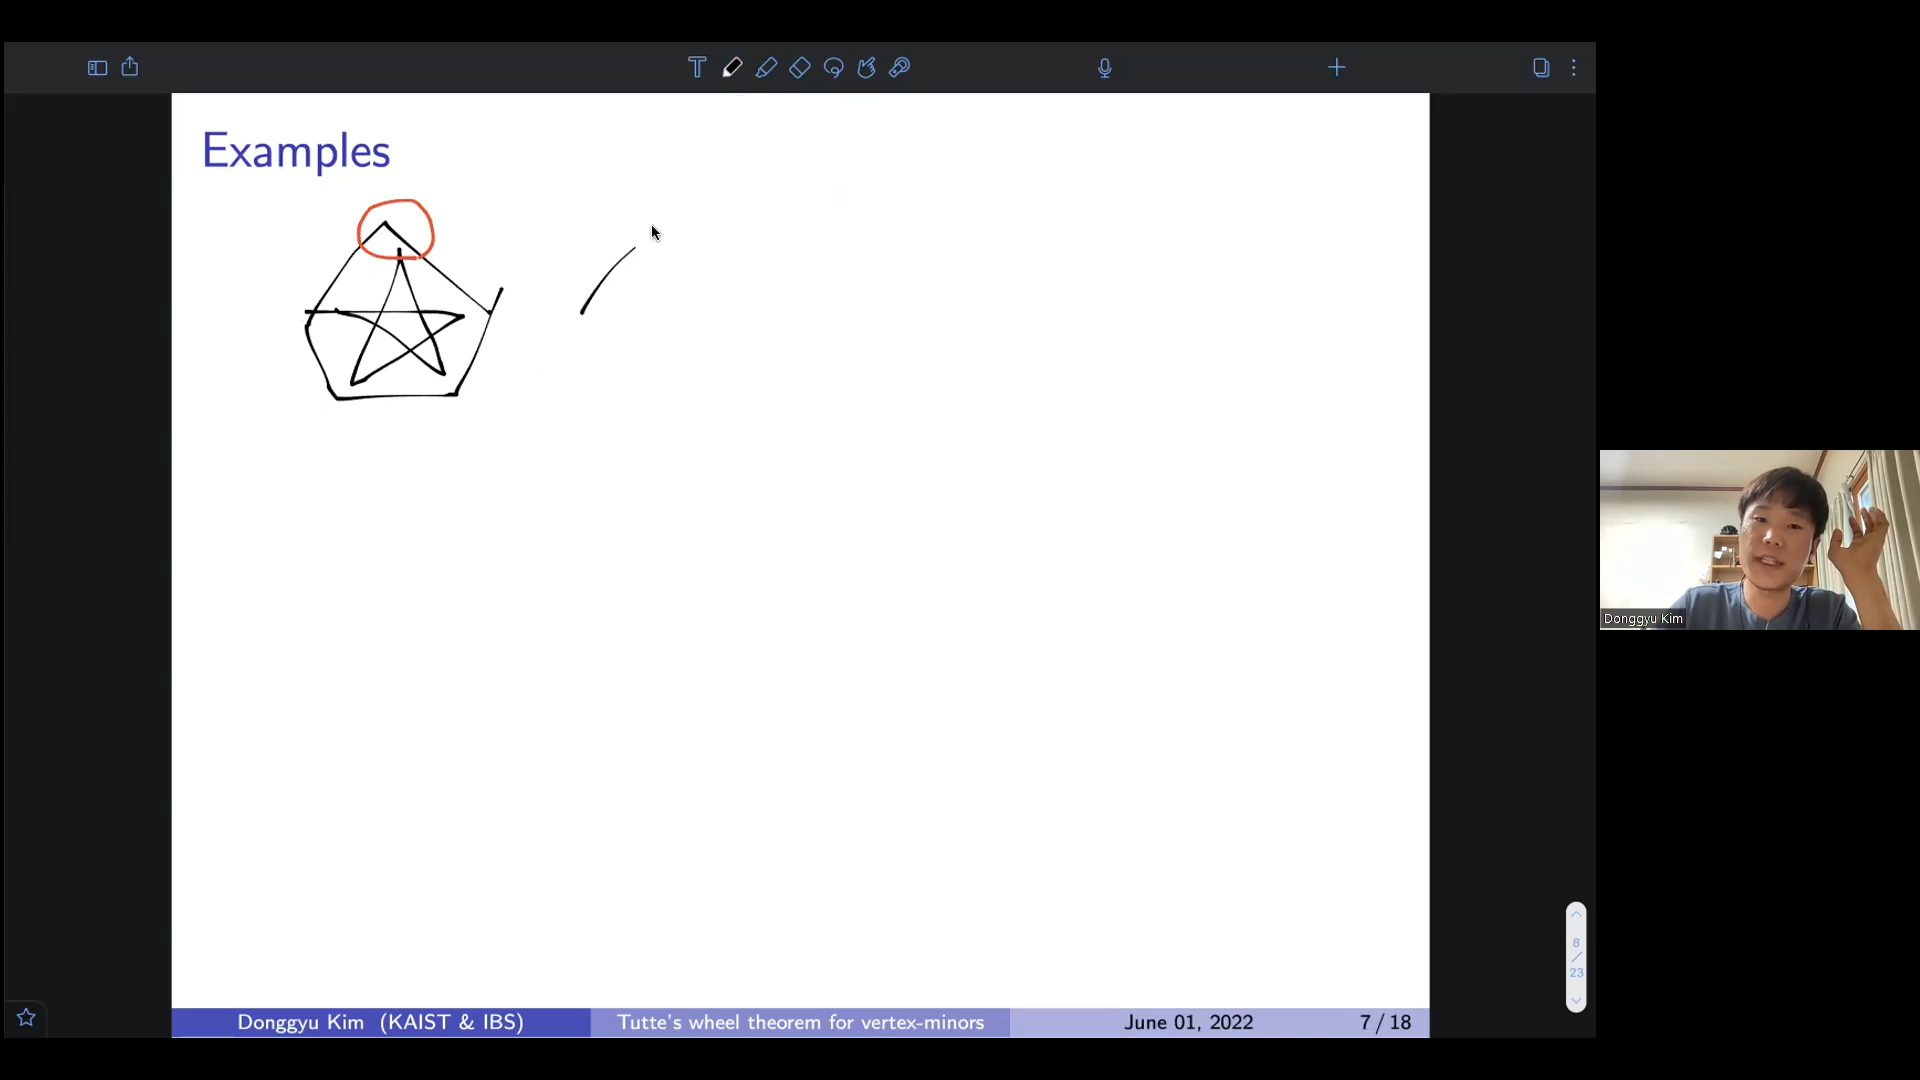 Examples
Donggyu Kim
8
/
23
Donggyu Kim (KAIST & IBS) Tutte's wheel theorem for vertex-minors June 01, 2022 7 / 18